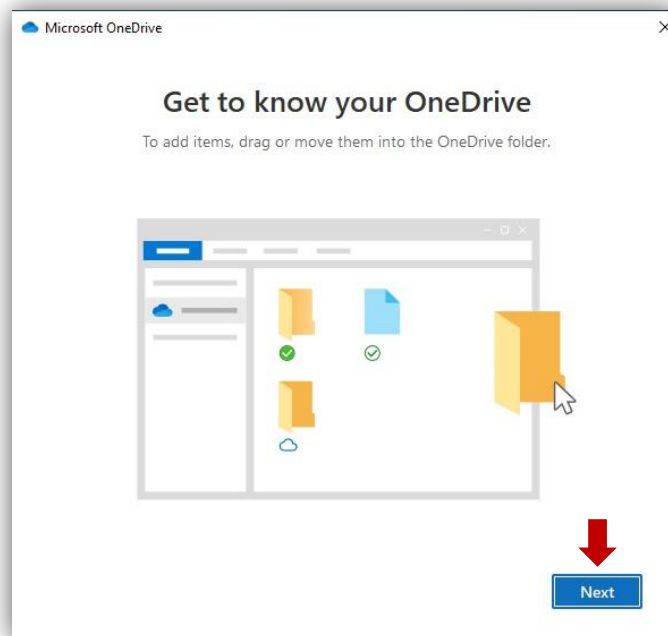 Microsoft OneDrive
Get to know your OneDrive
To add items, drag or move them into the OneDrive folder.
Next